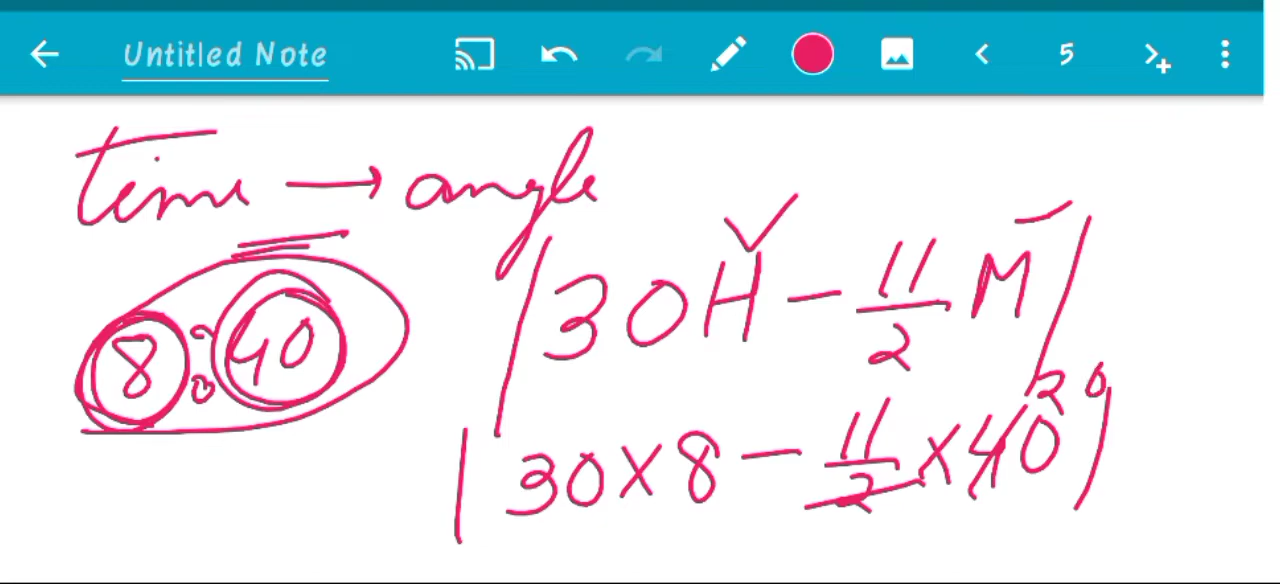 Untitled Note 5
time → angle
8:40
|30H - 11/2 M|
|30×8 - 11/2 ×40|
20